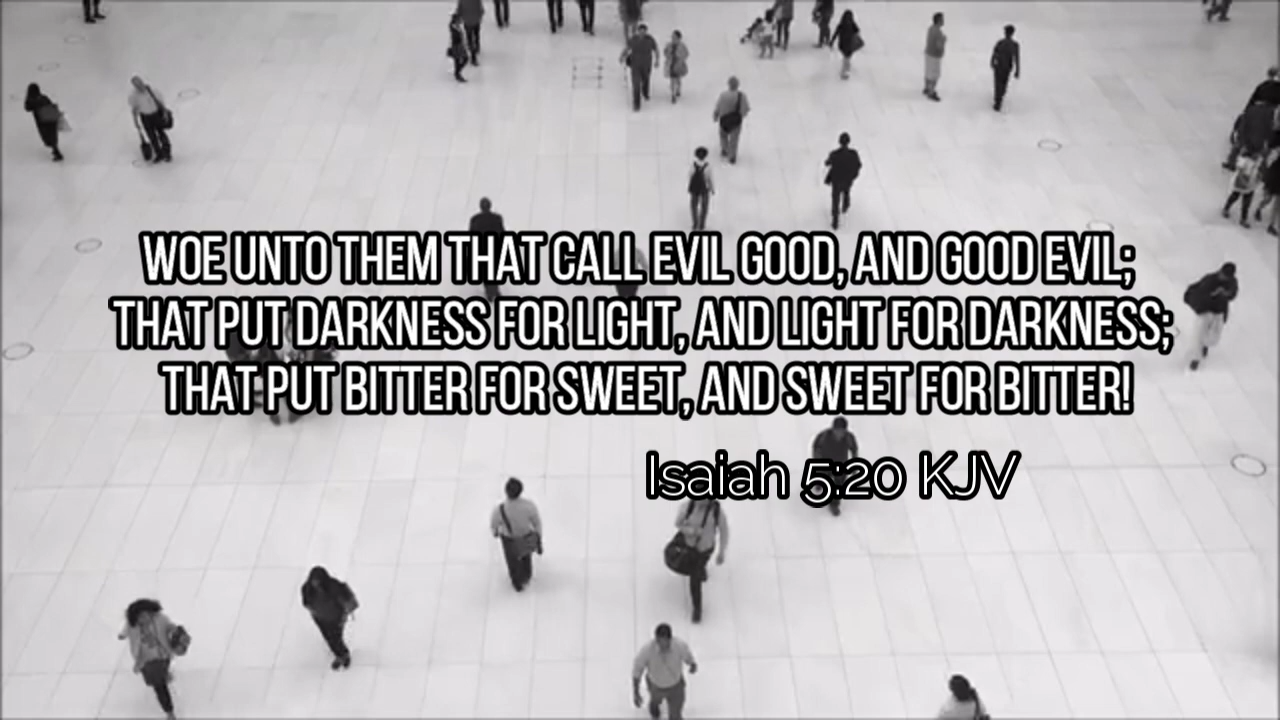 WOE UNTO THEM THAT CALL EVIL GOOD, AND GOOD EVIL;
THAT PUT DARKNESS FOR LIGHT, AND LIGHT FOR DARKNESS;
THAT PUT BITTER FOR SWEET, AND SWEET FOR BITTER!
Isaiah 5:20 KJV